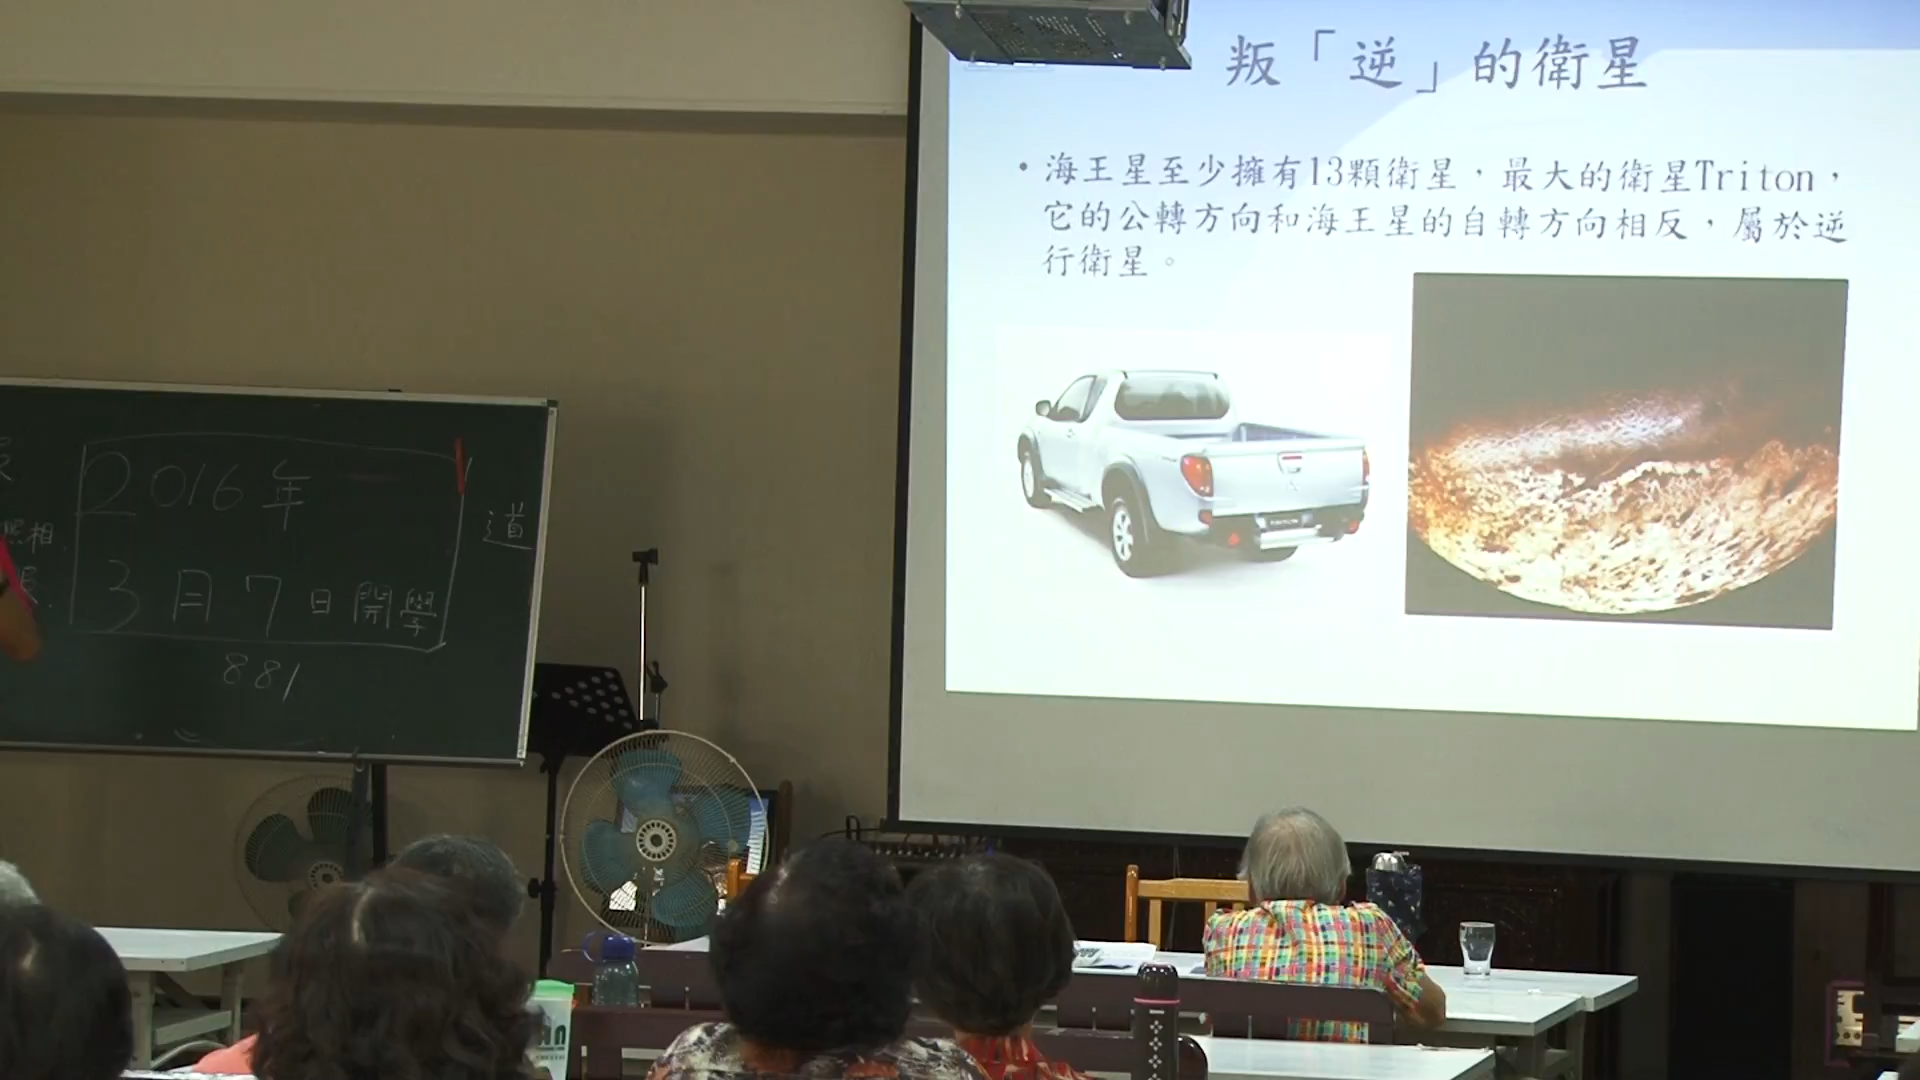 叛「逆」的衛星
•海王星至少擁有13顆衛星，最大的衛星Triton，
它的公轉方向和海王星的自轉方向相反，屬於逆
行衛星。
2016年
3月7日開學
881
道
照相